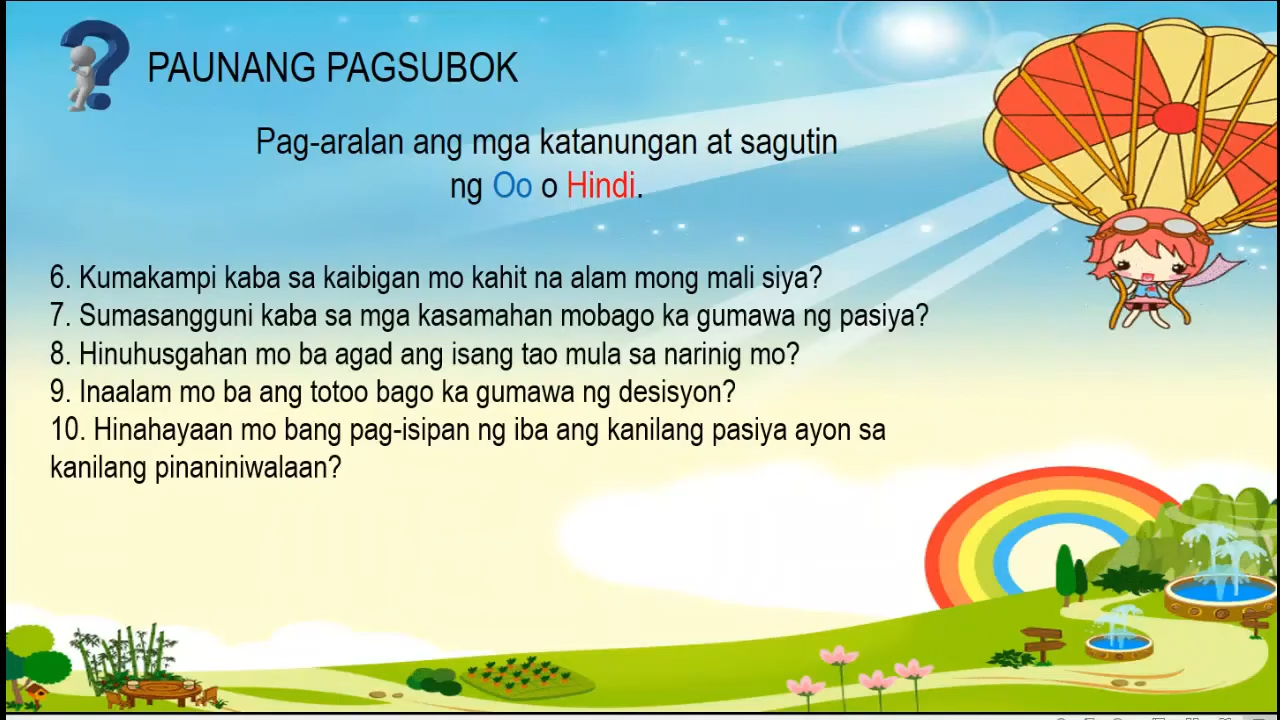 PAUNANG PAGSUBOK
Pag-aralan ang mga katanungan at sagutin
ng Oo o Hindi.
6. Kumakampi kaba sa kaibigan mo kahit na alam mong mali siya?
7. Sumasangguni kaba sa mga kasamahan mobago ka gumawa ng pasiya?
8. Hinuhusgahan mo ba agad ang isang tao mula sa narinig mo?
9. Inaalam mo ba ang totoo bago ka gumawa ng desisyon?
10. Hinahayaan mo bang pag-isipan ng iba ang kanilang pasiya ayon sa
kanilang pinaniniwalaan?